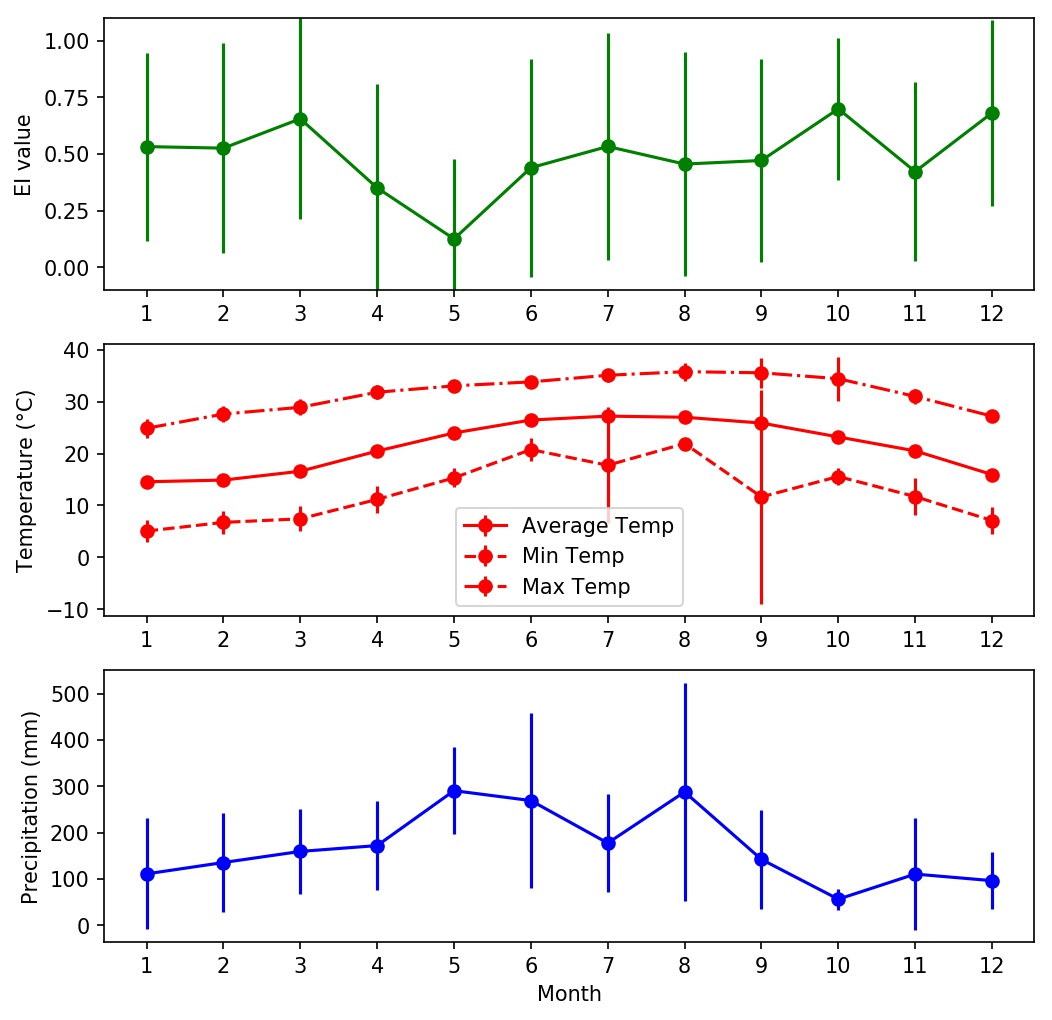 1.00
0.75
0.50
0.25
0.00
EI value
1 2 3 4 5 6 7 8 9 10 11 12
40
30
20
10
0
−10
Temperature (°C)
Average Temp
Min Temp
Max Temp
1 2 3 4 5 6 7 8 9 10 11 12
500
400
300
200
100
0
Precipitation (mm)
1 2 3 4 5 6 7 8 9 10 11 12
Month